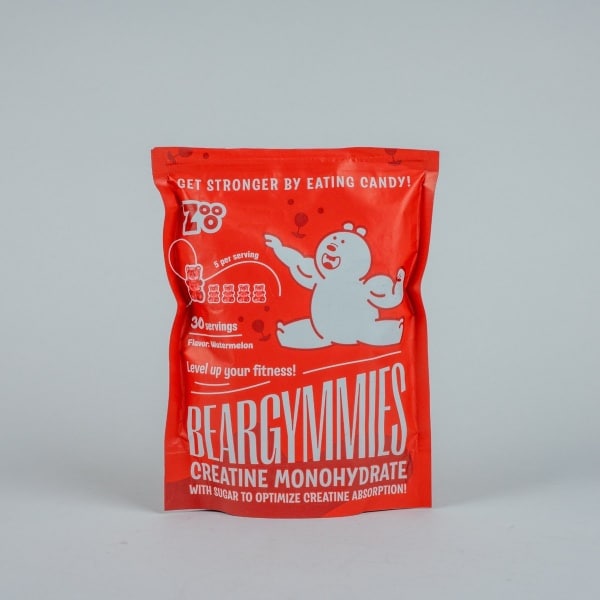 GET STRONGER BY EATING CANDY!
Zöö
5 per serving
30 servings
Flavor: Watermelon
Level up your fitness!
BEARGYMMIES
CREATINE MONOHYDRATE
WITH SUGAR TO OPTIMIZE CREATINE ABSORPTION!